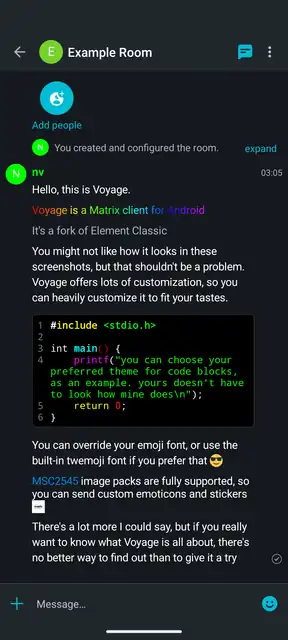 E Example Room
Add people
N You created and configured the room. expand
N nv 03:05
Hello, this is Voyage.
Voyage is a Matrix client for Android
It's a fork of Element Classic
You might not like how it looks in these
screenshots, but that shouldn't be a problem.
Voyage offers lots of customization, so you
can heavily customize it to fit your tastes.
1 #include <stdio.h>
2
3 int main() {
4 printf("you can choose your
preferred theme for code blocks,
as an example. yours doesn't have
to look how mine does\n");
5 return 0;
6 }
You can override your emoji font, or use the
built-in twemoji font if you prefer that 😎
MSC2545 image packs are fully supported, so
you can send custom emoticons and stickers
There's a lot more I could say, but if you really
want to know what Voyage is all about, there's
no better way to find out than to give it a try
Message…